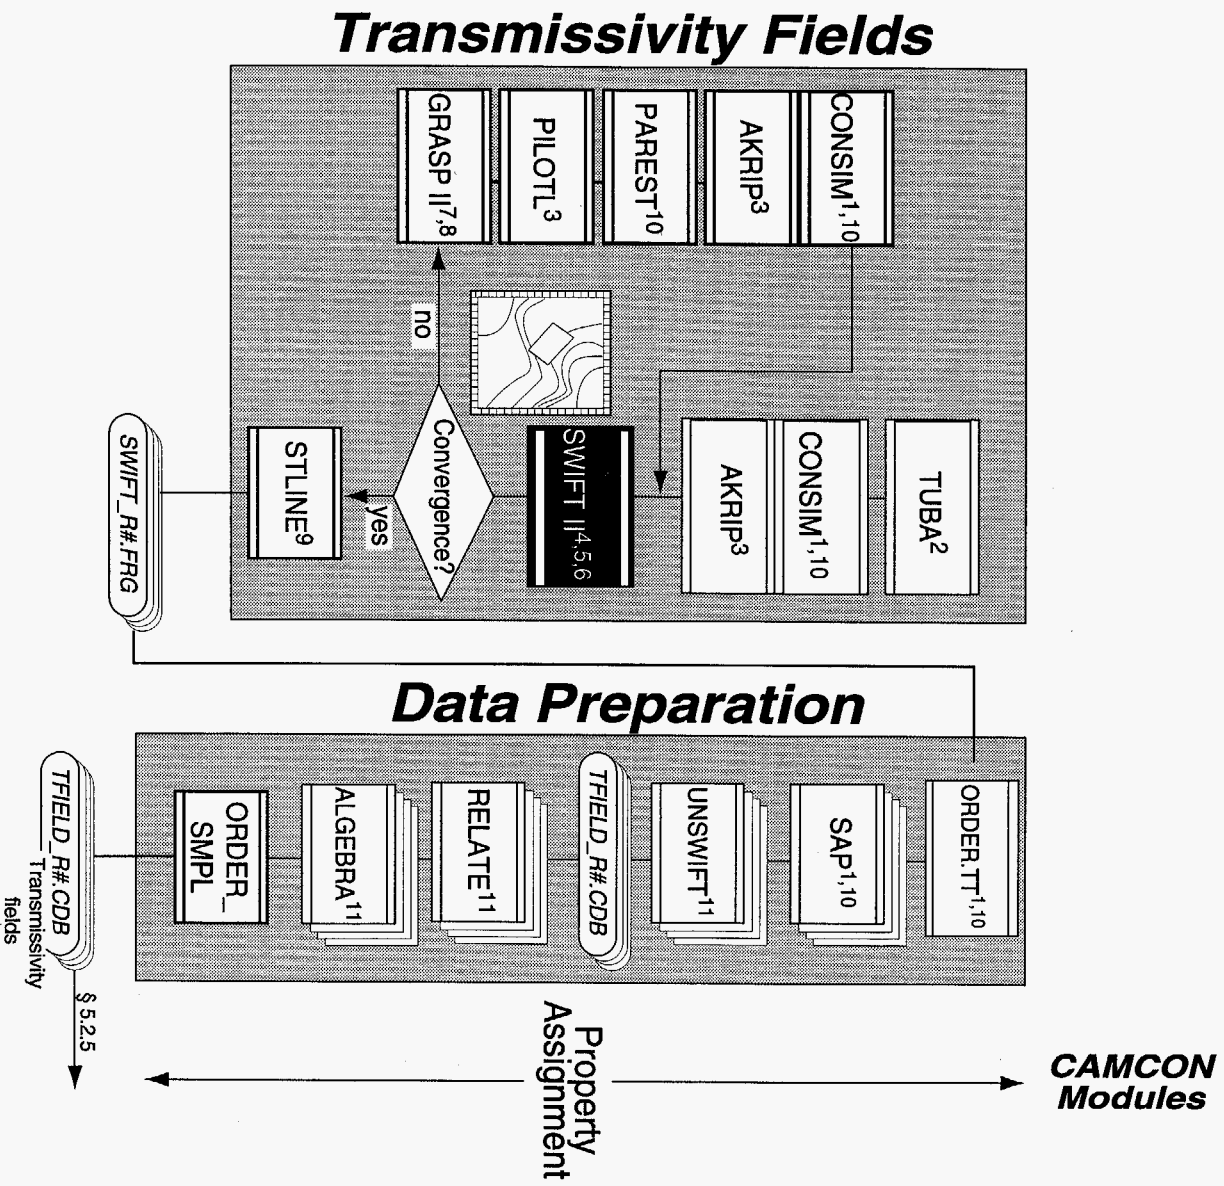 Transmissivity Fields
GRASP II7,8
PILOTL3
PAREST10
AKRIP3
CONSIM1,10
no
TUBA2
CONSIM1,10
AKRIP3
SWIFT II4,5,6
Convergence?
yes
STLINE9
SWIFT_R#.FRG
Data Preparation
ORDER.TT1,10
SAP1,10
UNSWIFT11
TFIELD_R#.CDB
RELATE11
ALGEBRA11
ORDER_
SMPL
TFIELD_R#.CDB
Transmissivity
fields
§ 5.2.5
Property
Assignment
CAMCON
Modules